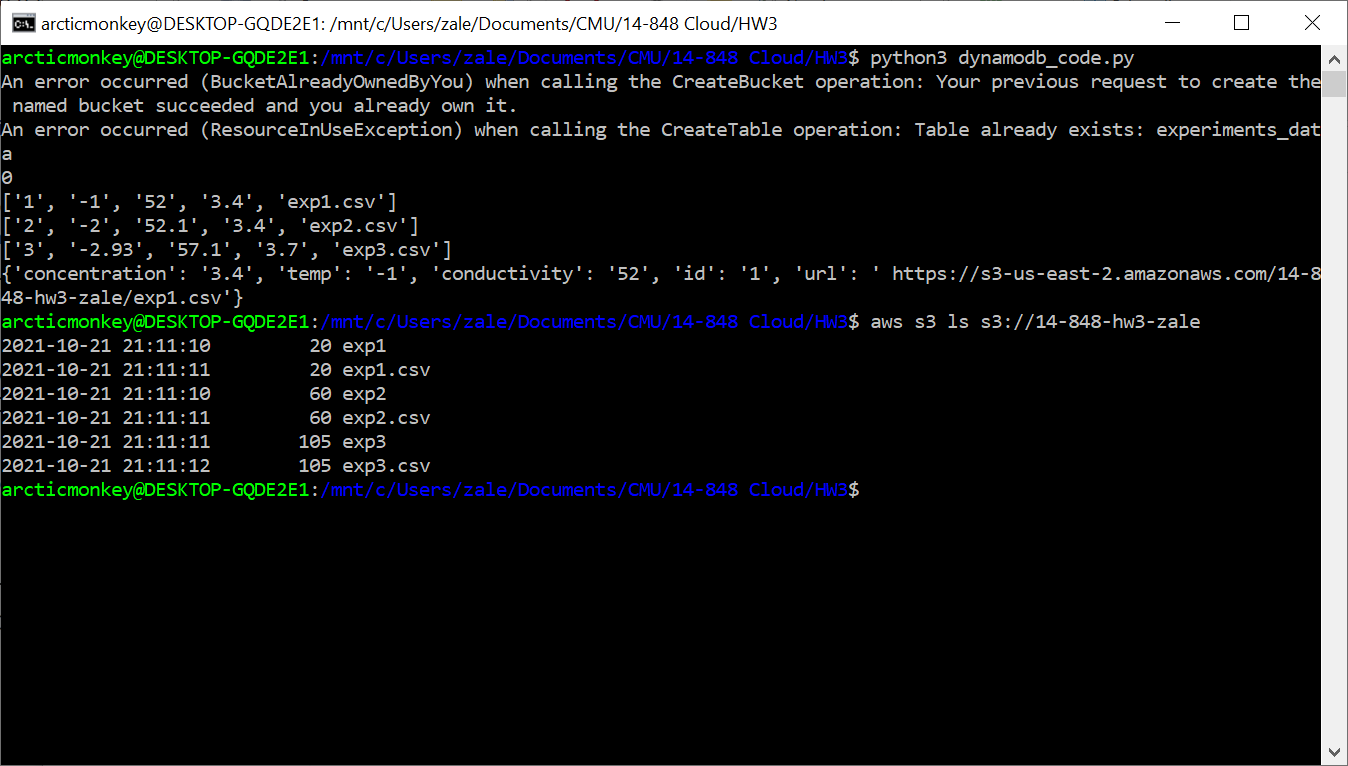 arcticmonkey@DESKTOP-GQDE2E1: /mnt/c/Users/zale/Documents/CMU/14-848 Cloud/HW3
arcticmonkey@DESKTOP-GQDE2E1:/mnt/c/Users/zale/Documents/CMU/14-848 Cloud/HW3$ python3 dynamodb_code.py
An error occurred (BucketAlreadyOwnedByYou) when calling the CreateBucket operation: Your previous request to create the
 named bucket succeeded and you already own it.
An error occurred (ResourceInUseException) when calling the CreateTable operation: Table already exists: experiments_dat
a
0
['1', '-1', '52', '3.4', 'exp1.csv']
['2', '-2', '52.1', '3.4', 'exp2.csv']
['3', '-2.93', '57.1', '3.7', 'exp3.csv']
{'concentration': '3.4', 'temp': '-1', 'conductivity': '52', 'id': '1', 'url': ' https://s3-us-east-2.amazonaws.com/14-8
48-hw3-zale/exp1.csv'}
arcticmonkey@DESKTOP-GQDE2E1:/mnt/c/Users/zale/Documents/CMU/14-848 Cloud/HW3$ aws s3 ls s3://14-848-hw3-zale
2021-10-21 21:11:10         20 exp1
2021-10-21 21:11:11         20 exp1.csv
2021-10-21 21:11:10         60 exp2
2021-10-21 21:11:11         60 exp2.csv
2021-10-21 21:11:11        105 exp3
2021-10-21 21:11:12        105 exp3.csv
arcticmonkey@DESKTOP-GQDE2E1:/mnt/c/Users/zale/Documents/CMU/14-848 Cloud/HW3$